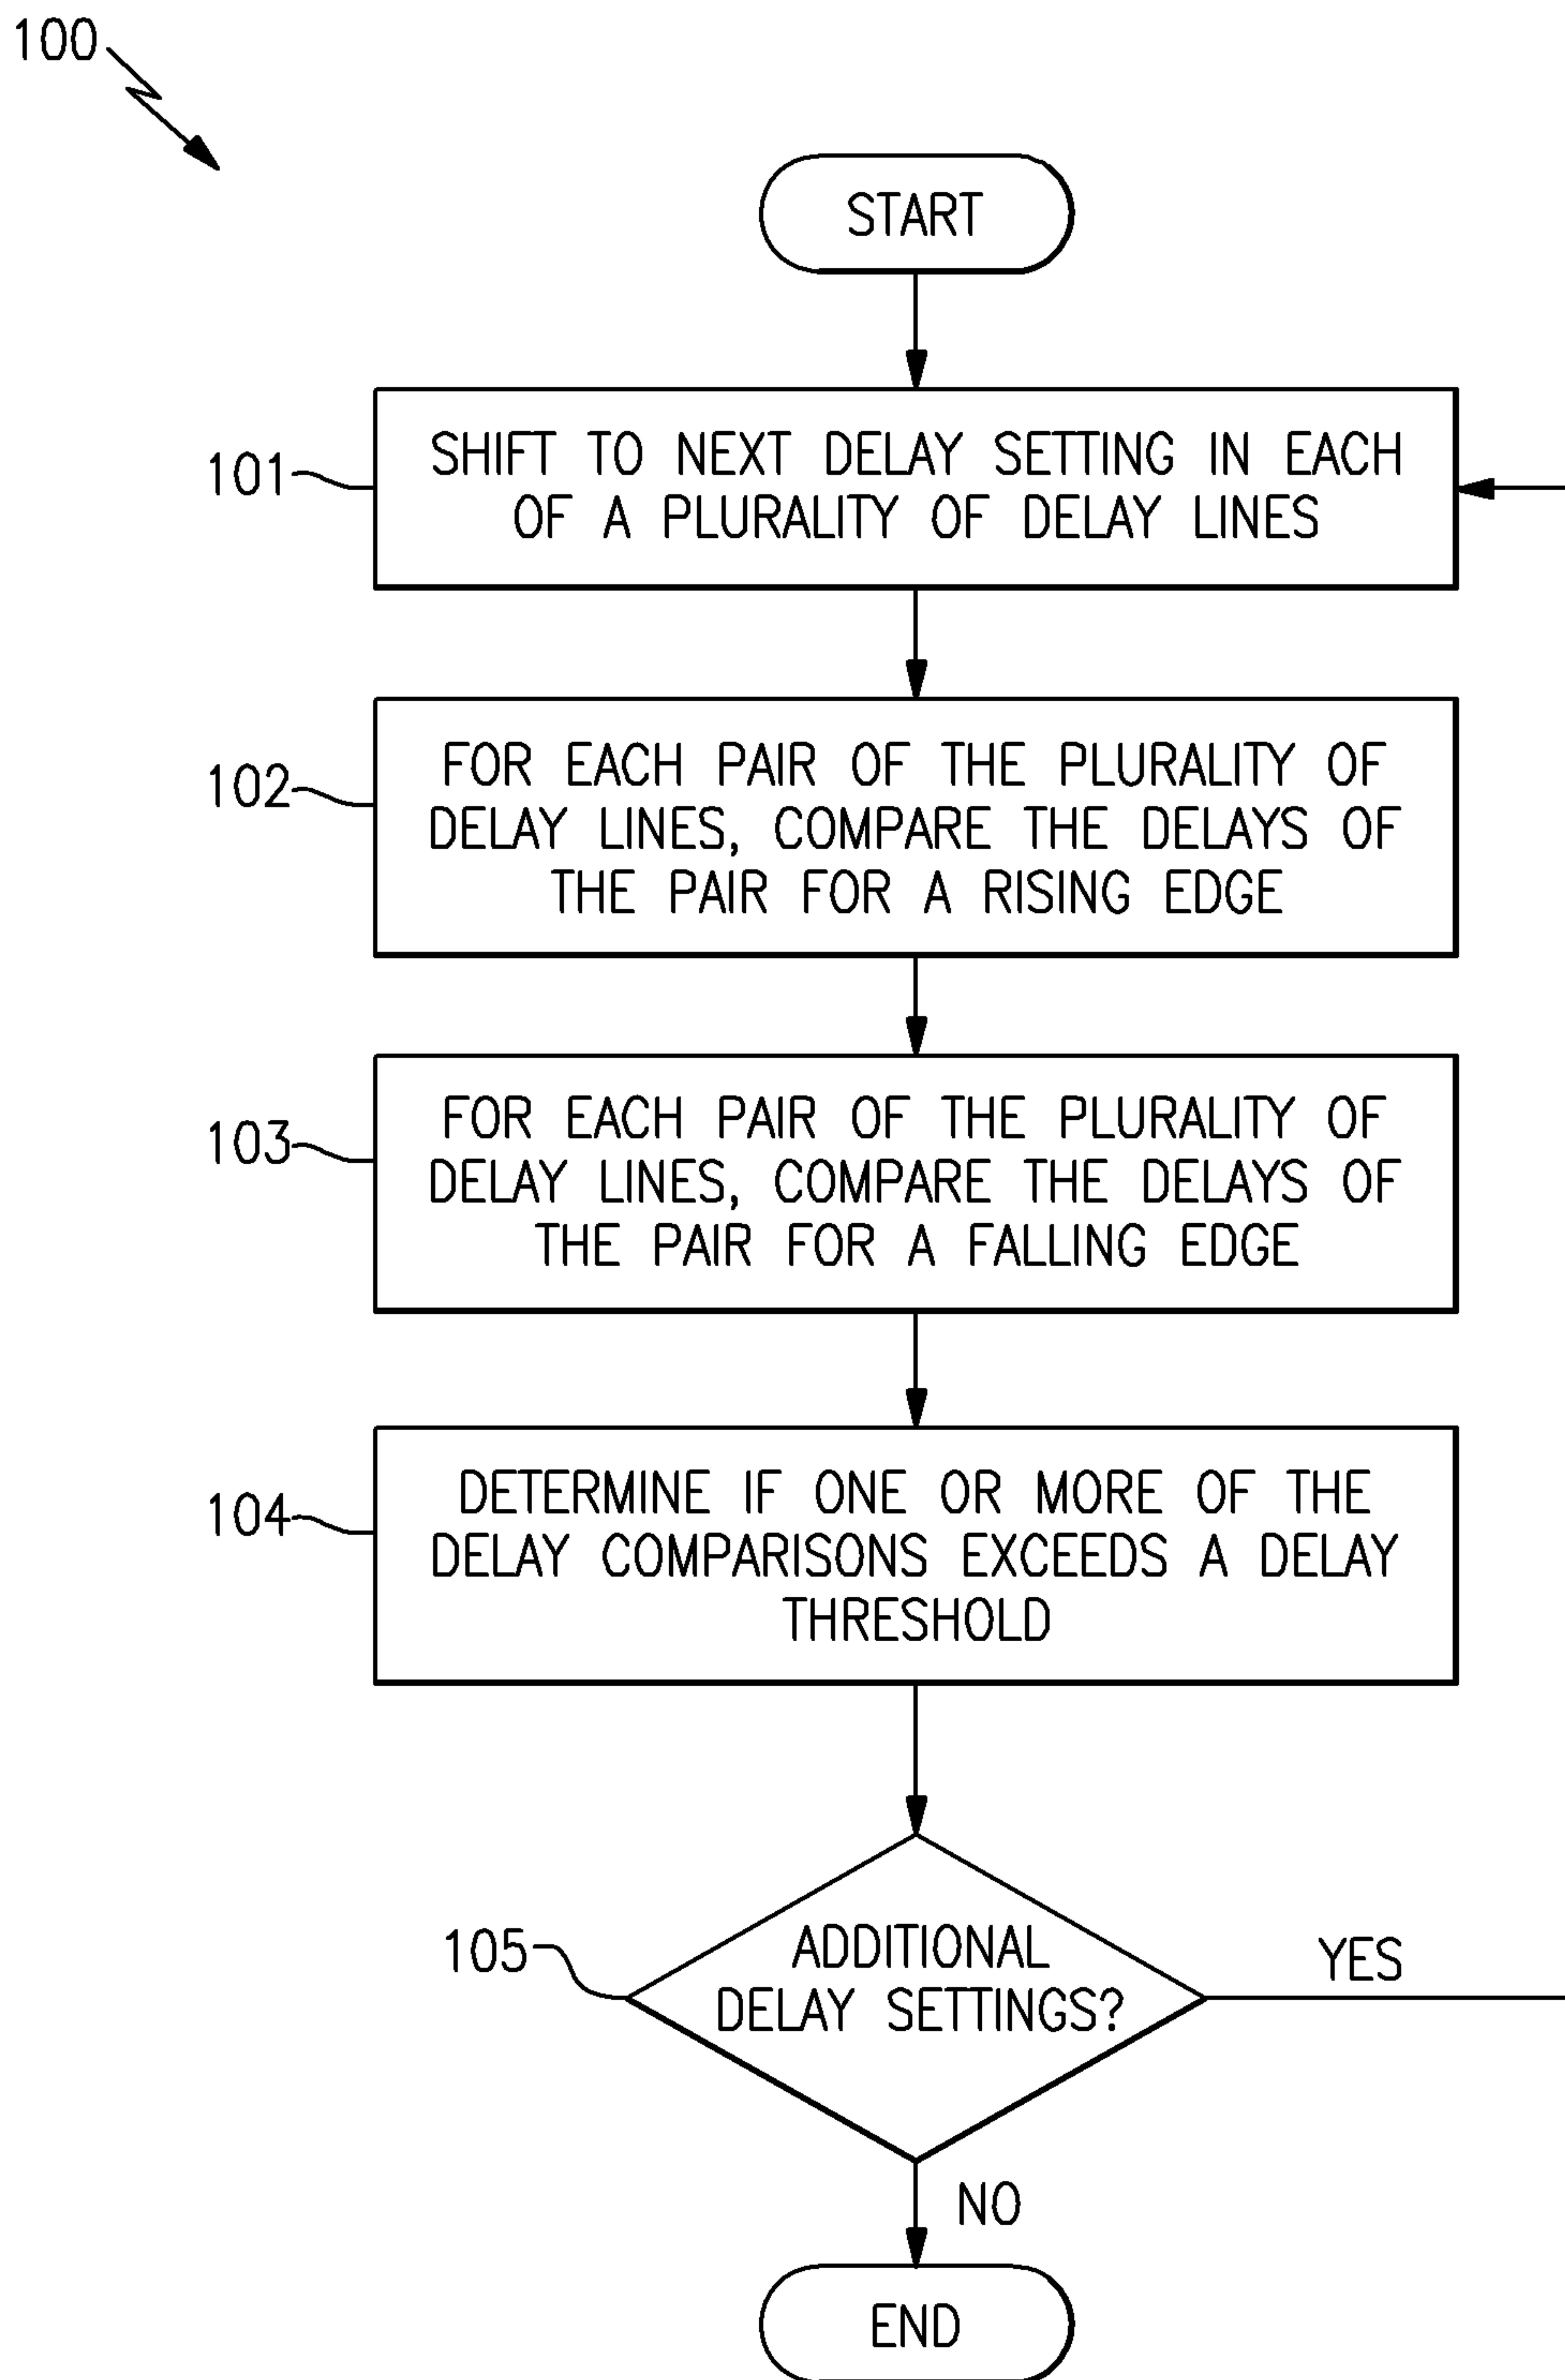 100
START
101
SHIFT TO NEXT DELAY SETTING IN EACH
OF A PLURALITY OF DELAY LINES
102
FOR EACH PAIR OF THE PLURALITY OF
DELAY LINES, COMPARE THE DELAYS OF
THE PAIR FOR A RISING EDGE
103
FOR EACH PAIR OF THE PLURALITY OF
DELAY LINES, COMPARE THE DELAYS OF
THE PAIR FOR A FALLING EDGE
104
DETERMINE IF ONE OR MORE OF THE
DELAY COMPARISONS EXCEEDS A DELAY
THRESHOLD
105
ADDITIONAL
DELAY SETTINGS?
YES
NO
END